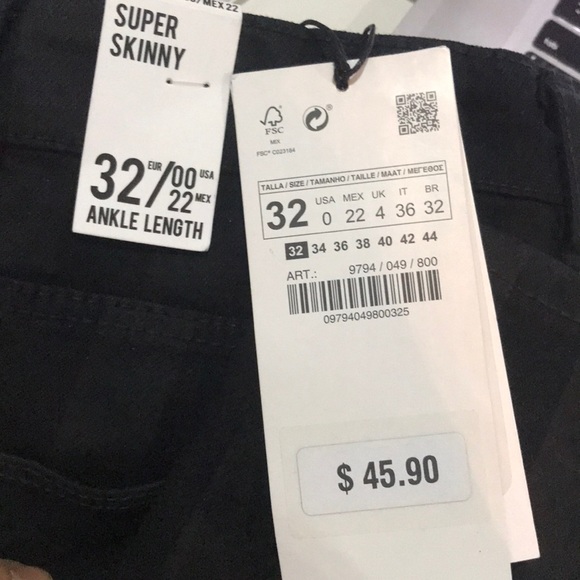 MEX 22
SUPER
SKINNY
32 EUR / 00 USA
22 MEX
ANKLE LENGTH
FSC
MIX
FSC® C023184
TALLA / SIZE / TAMANHO / TAILLE / MAAT / ΜΕΓΕΘΟΣ
32 USA MEX UK IT BR
0 22 4 36 32
32 34 36 38 40 42 44
ART.: 9794 / 049 / 800
09794049800325
$ 45.90
tab